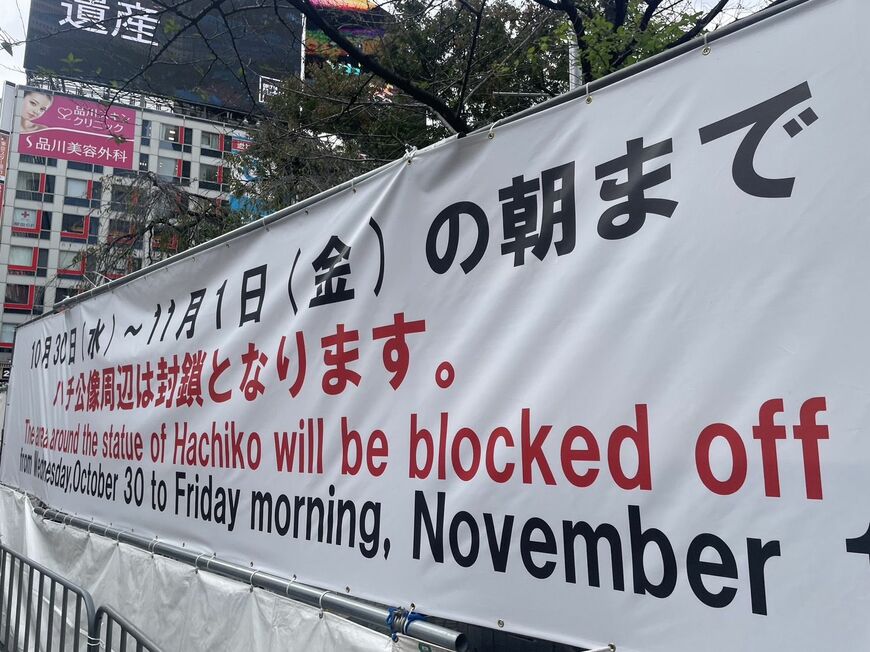 遺産
品川スキン
クリニック
品川美容外科
10月30日（水）～11月1日（金）の朝まで
ハチ公像周辺は封鎖となります。
The area around the statue of Hachiko will be blocked off
from Wednesday,October 30 to Friday morning, November